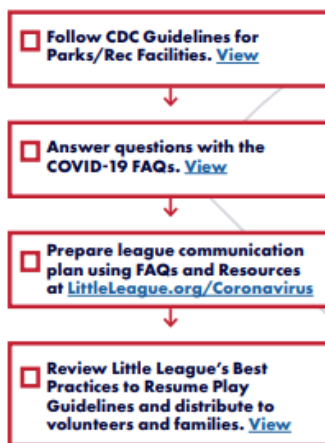 Follow CDC Guidelines for
Parks/Rec Facilities. View
Answer questions with the
COVID-19 FAQs. View
Prepare league communication
plan using FAQs and Resources
at LittleLeague.org/Coronavirus
Review Little League's Best
Practices to Resume Play
Guidelines and distribute to
volunteers and families. View